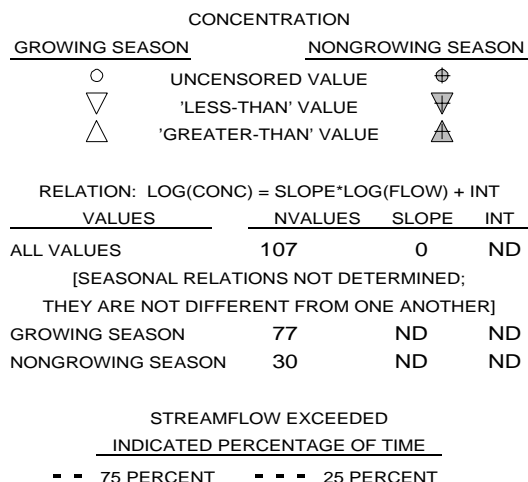 CONCENTRATION
GROWING SEASON NONGROWING SEASON
UNCENSORED VALUE
'LESS-THAN' VALUE
'GREATER-THAN' VALUE
RELATION: LOG(CONC) = SLOPE*LOG(FLOW) + INT
VALUES NVALUES SLOPE INT
ALL VALUES 107 0 ND
[SEASONAL RELATIONS NOT DETERMINED;
THEY ARE NOT DIFFERENT FROM ONE ANOTHER]
GROWING SEASON 77 ND ND
NONGROWING SEASON 30 ND ND
STREAMFLOW EXCEEDED
INDICATED PERCENTAGE OF TIME
75 PERCENT 25 PERCENT